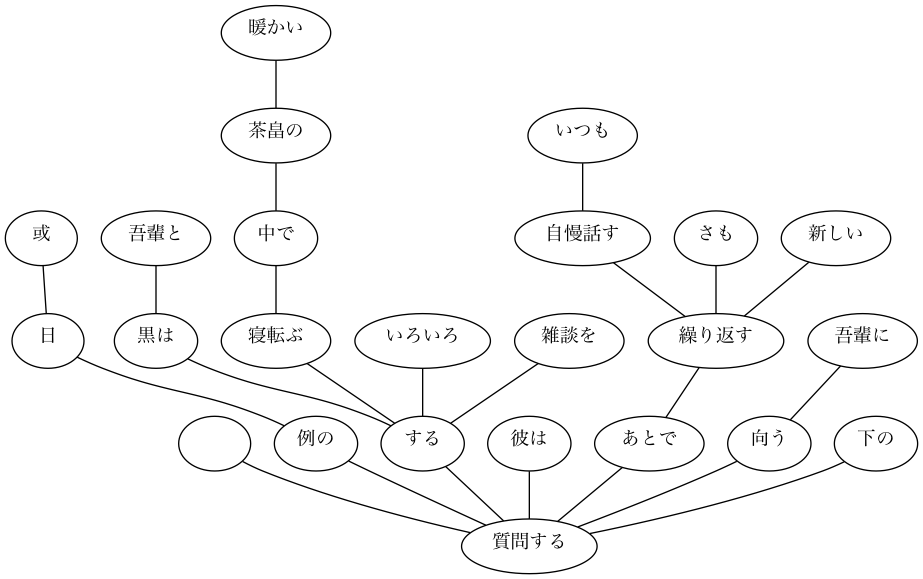 暖かい
茶畠の
いつも
或
吾輩と
中で
自慢話す
さも
新しい
日
黒は
寝転ぶ
いろいろ
雑談を
繰り返す
吾輩に
例の
する
彼は
あとで
向う
下の
質問する